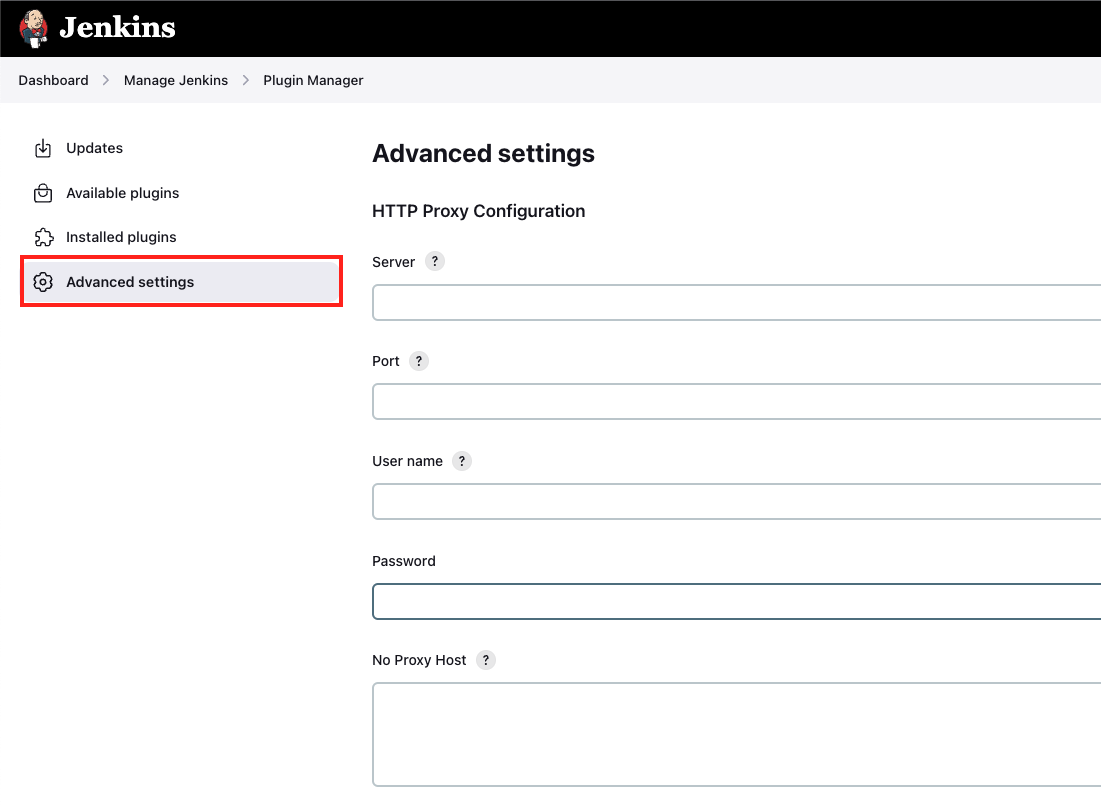 Jenkins
Dashboard > Manage Jenkins > Plugin Manager
Updates
Available plugins
Installed plugins
Advanced settings
Advanced settings
HTTP Proxy Configuration
Server ?
Port ?
User name ?
Password
No Proxy Host ?